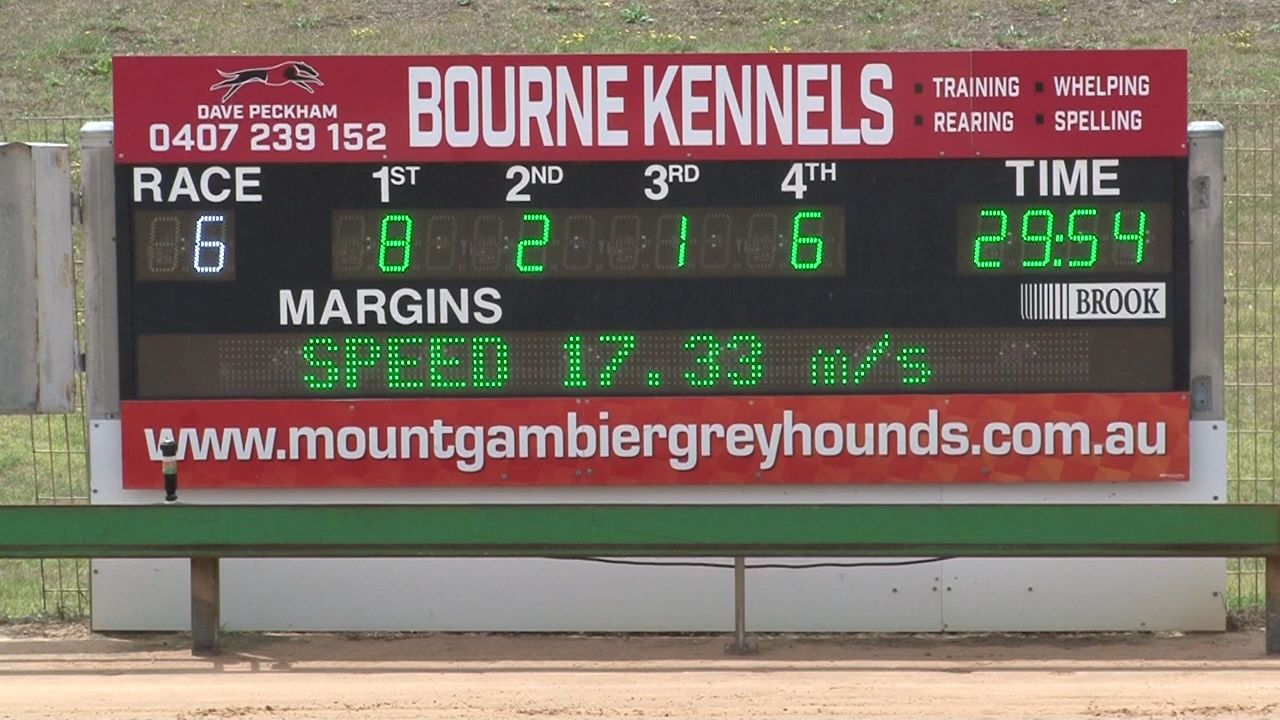 DAVE PECKHAM
0407 239 152
BOURNE KENNELS
TRAINING WHELPING
REARING SPELLING
RACE 1ST 2ND 3RD 4TH TIME
6 8 2 1 6 29:54
MARGINS
BROOK
SPEED 17.33 m/s
www.mountgambiergreyhounds.com.au